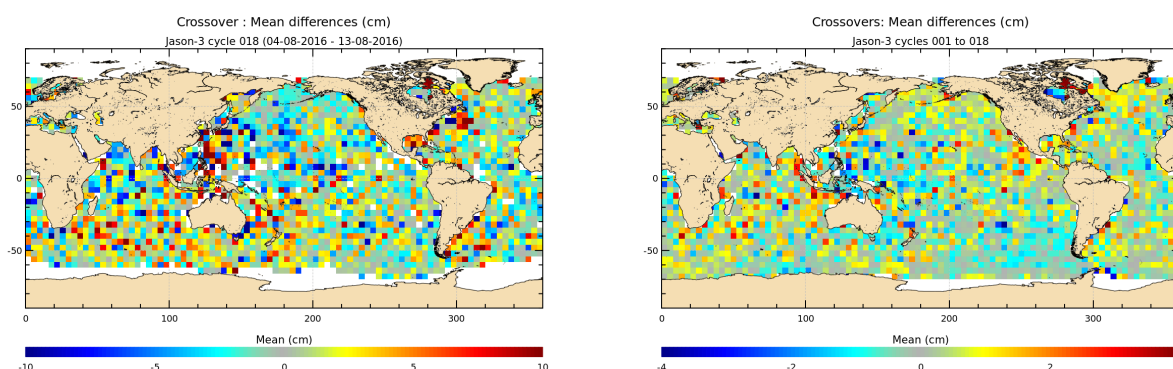 Crossover : Mean differences (cm)
Jason-3 cycle 018 (04-08-2016 - 13-08-2016)
50
0
-50
0 100 200 300
Mean (cm)
-10 -5 0 5 10
Crossovers: Mean differences (cm)
Jason-3 cycles 001 to 018
50
0
-50
0 100 200 300
Mean (cm)
-4 -2 0 2